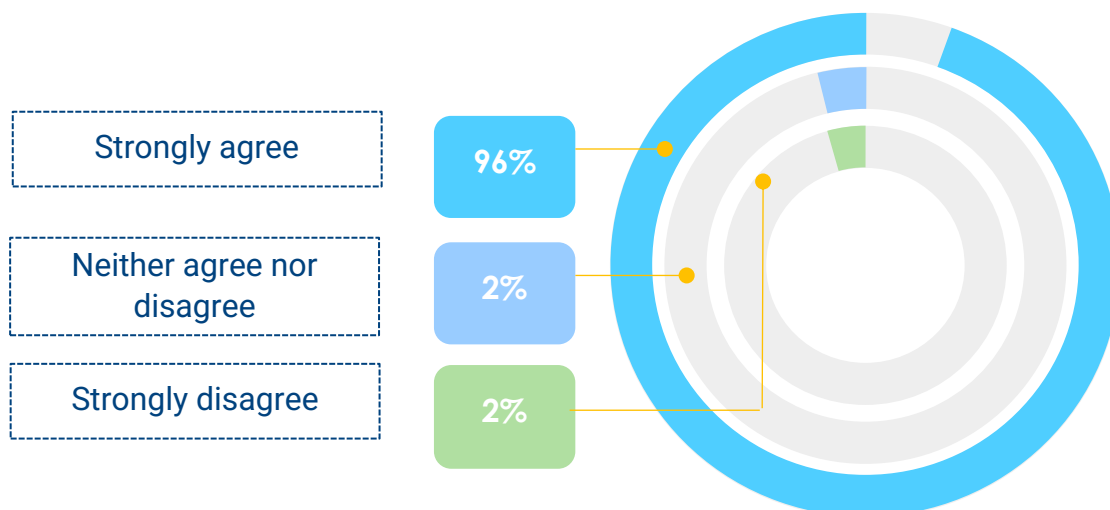 Strongly agree
96%
Neither agree nor
disagree
2%
Strongly disagree
2%